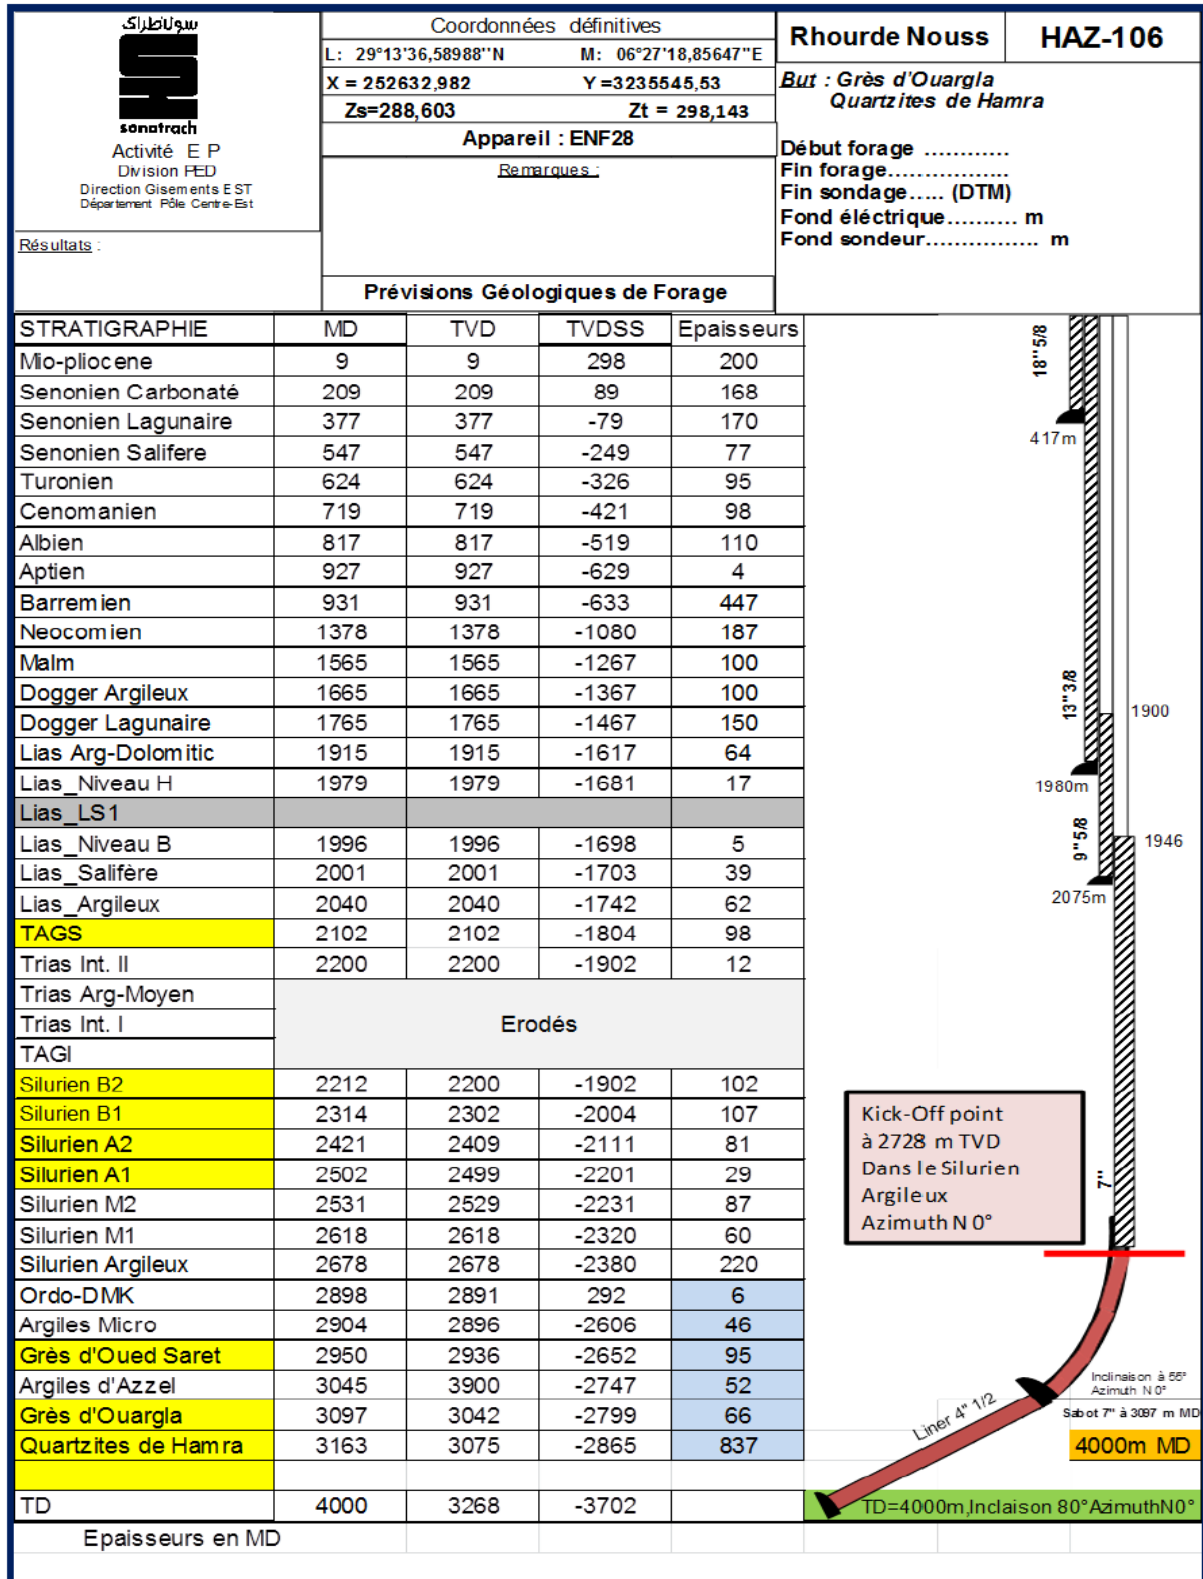 سوناطراك
sonatrach
Activité E P
Division PED
Direction Gisements EST
Département Pôle Centre-Est
Résultats :
Coordonnées définitives
L: 29°13'36,58988''N M: 06°27'18,85647"E
X = 252632,982 Y =3235545,53
Zs=288,603 Zt = 298,143
Appareil : ENF28
Remarques :
Prévisions Géologiques de Forage
Rhourde Nouss HAZ-106
But : Grès d'Ouargla
Quartzites de Hamra
Début forage ............
Fin forage.................
Fin sondage..... (DTM)
Fond éléctrique.......... m
Fond sondeur................ m
STRATIGRAPHIE MD TVD TVDSS Epaisseurs
Mio-pliocene 9 9 298 200
Senonien Carbonaté 209 209 89 168
Senonien Lagunaire 377 377 -79 170
Senonien Salifere 547 547 -249 77
Turonien 624 624 -326 95
Cenomanien 719 719 -421 98
Albien 817 817 -519 110
Aptien 927 927 -629 4
Barremien 931 931 -633 447
Neocomien 1378 1378 -1080 187
Malm 1565 1565 -1267 100
Dogger Argileux 1665 1665 -1367 100
Dogger Lagunaire 1765 1765 -1467 150
Lias Arg-Dolomitic 1915 1915 -1617 64
Lias_Niveau H 1979 1979 -1681 17
Lias_LS1
Lias_Niveau B 1996 1996 -1698 5
Lias_Salifère 2001 2001 -1703 39
Lias_Argileux 2040 2040 -1742 62
TAGS 2102 2102 -1804 98
Trias Int. II 2200 2200 -1902 12
Trias Arg-Moyen
Trias Int. I
TAGI
Erodés
Silurien B2 2212 2200 -1902 102
Silurien B1 2314 2302 -2004 107
Silurien A2 2421 2409 -2111 81
Silurien A1 2502 2499 -2201 29
Silurien M2 2531 2529 -2231 87
Silurien M1 2618 2618 -2320 60
Silurien Argileux 2678 2678 -2380 220
Ordo-DMK 2898 2891 292 6
Argiles Micro 2904 2896 -2606 46
Grès d'Oued Saret 2950 2936 -2652 95
Argiles d'Azzel 3045 3900 -2747 52
Grès d'Ouargla 3097 3042 -2799 66
Quartzites de Hamra 3163 3075 -2865 837
TD 4000 3268 -3702
Epaisseurs en MD
18"5/8
417m
13"3/8
1900
1980m
9"5/8
1946
2075m
Kick-Off point
à 2728 m TVD
Dans le Silurien
Argileux
Azimuth N 0°
7"
Inclinaison à 55°
Azimuth N 0°
Sabot 7" à 3097 m MD
Liner 4" 1/2
4000m MD
TD=4000m,Inclaison 80°AzimuthN0°